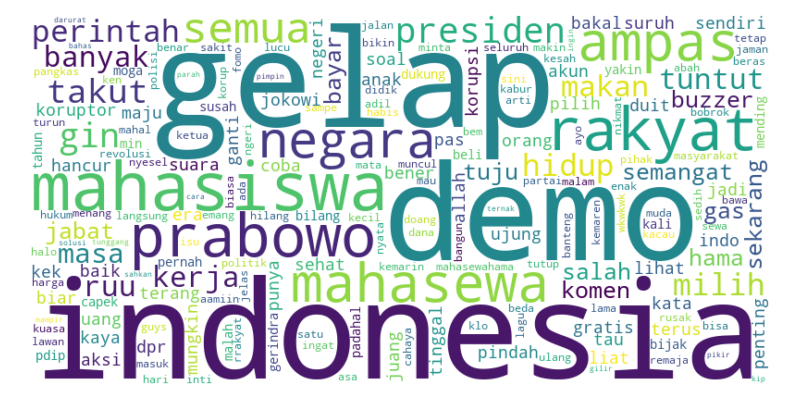 darurat
perintah
semua
gelap
presiden
bakal
suruh
sendiri
bahas
banyak
benar
sakit
lucu
negeri
bayar
jalan
bikin
minta
seluruh
makin
ingin
ampas
tetap
jaman
beras
pangkas
ken
polisi
parah
korup
fomo
pimpin
soal
dukung
sini
kesah
yakin
abah
takut
moga
jokowi
anak
korupsi
akun
tuntut
koruptor
maju
susah
sampe
didik
habis
kabur
arti
makan
duit
buzzer
nikmat
bobrok
mending
turun
tahun
gin
mahal
min
ketua
ganti
ngeri
adil
pilih
bem
orang
ayo
rakyat
revolusi
nyesel
suara
negara
pas
beli
hidup
pihak
masyarakat
hancur
coba
mata
muncul
bener
tuju
semangat
mahasiswa
biasa
adai
cara
mau
allah
bangun
partai
malam
enak
sedih
jadi
bawa
sekarang
hukum
menang
langsung
era
emang
hilang
bilang
kecil
nyata
doang
dana
demo
ujung
banteng
kemaren
wkwkwk
muda
kacau
kali
gas
sewa
indo
jabat
prabowo
ternak
halo
solusi
tunggang
isu
masa
pernah
politik
sehat
kemarin
mahasewahama
tutup
salah
lihat
hama
harga
kek
baik
sahkan
ruu
kerja
terang
punya
mahasewa
komen
milih
biar
mampir
capek
aamiin
jelas
kuasa
uang
kaya
guys
mungkin
malah
rrakyat
gerindra
satu
padahal
juang
klo
beda
lagu
tinggal
lama
gratis
kata
rusak
bisa
penting
lawan
aksi
dpr
ingat
cahaya
pindah
ulang
tau
terus
bijak
remaja
pdip
masuk
liat
pikir
hari
inti
indonesia
asa
gilir
kip